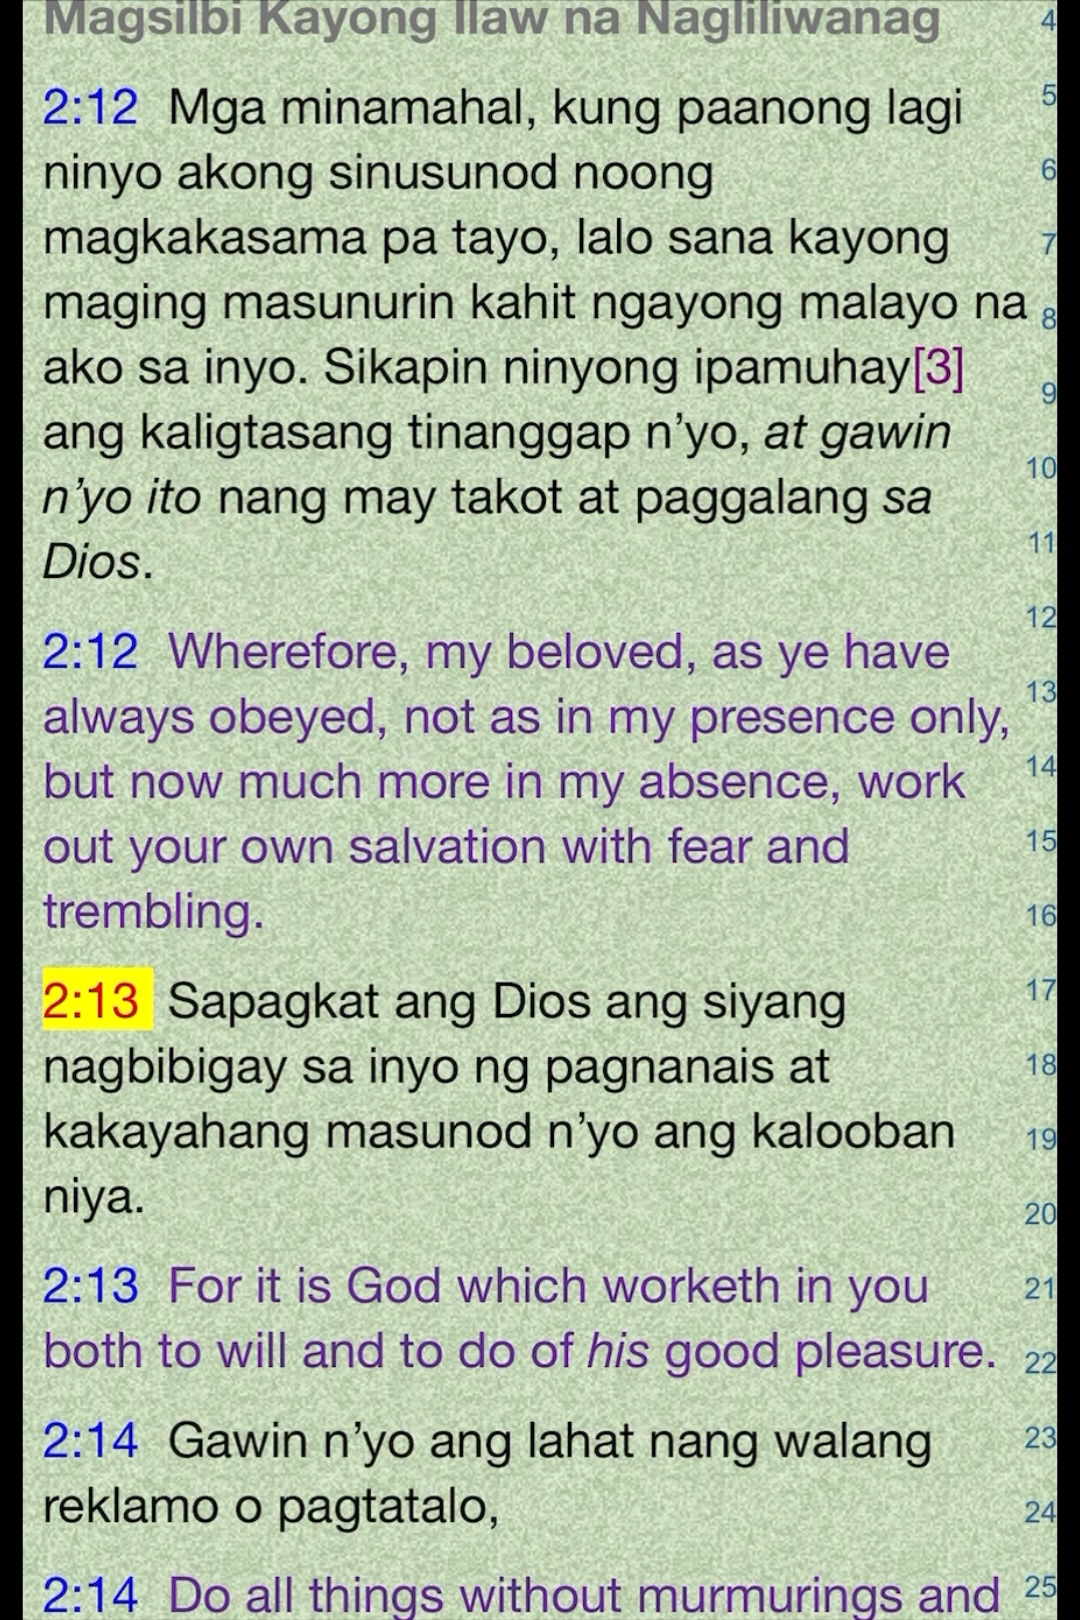 Magsilbi Kayong Ilaw na Nagliliwanag
2:12 Mga minamahal, kung paanong lagi
ninyo akong sinusunod noong
magkakasama pa tayo, lalo sana kayong
maging masunurin kahit ngayong malayo na
ako sa inyo. Sikapin ninyong ipamuhay[3]
ang kaligtasang tinanggap n’yo, at gawin
n’yo ito nang may takot at paggalang sa
Dios.
2:12 Wherefore, my beloved, as ye have
always obeyed, not as in my presence only,
but now much more in my absence, work
out your own salvation with fear and
trembling.
2:13 Sapagkat ang Dios ang siyang
nagbibigay sa inyo ng pagnanais at
kakayahang masunod n’yo ang kalooban
niya.
2:13 For it is God which worketh in you
both to will and to do of his good pleasure.
2:14 Gawin n’yo ang lahat nang walang
reklamo o pagtatalo,
2:14 Do all things without murmurings and
4
5
6
7
8
9
10
11
12
13
14
15
16
17
18
19
20
21
22
23
24
25